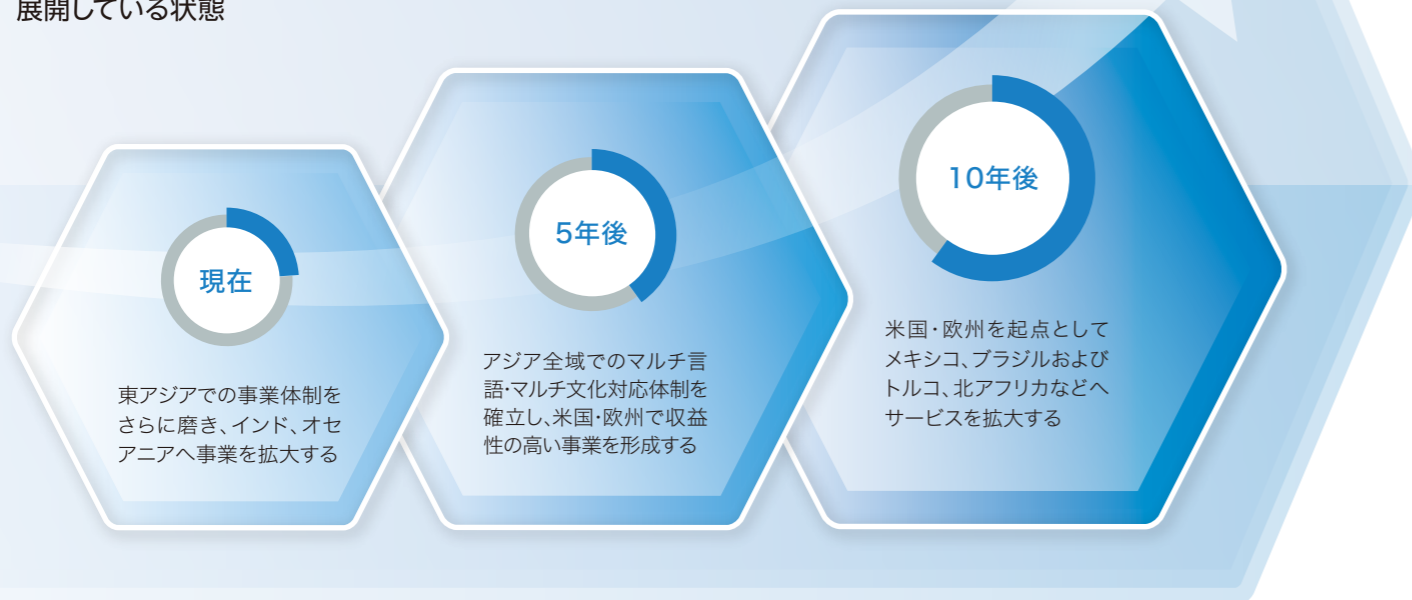 展開している状態
現在
東アジアでの事業体制を
さらに磨き、インド、オセ
アニアへ事業を拡大する
5年後
アジア全域でのマルチ言
語・マルチ文化対応体制を
確立し、米国・欧州で収益
性の高い事業を形成する
10年後
米国・欧州を起点として
メキシコ、ブラジルおよび
トルコ、北アフリカなどへ
サービスを拡大する